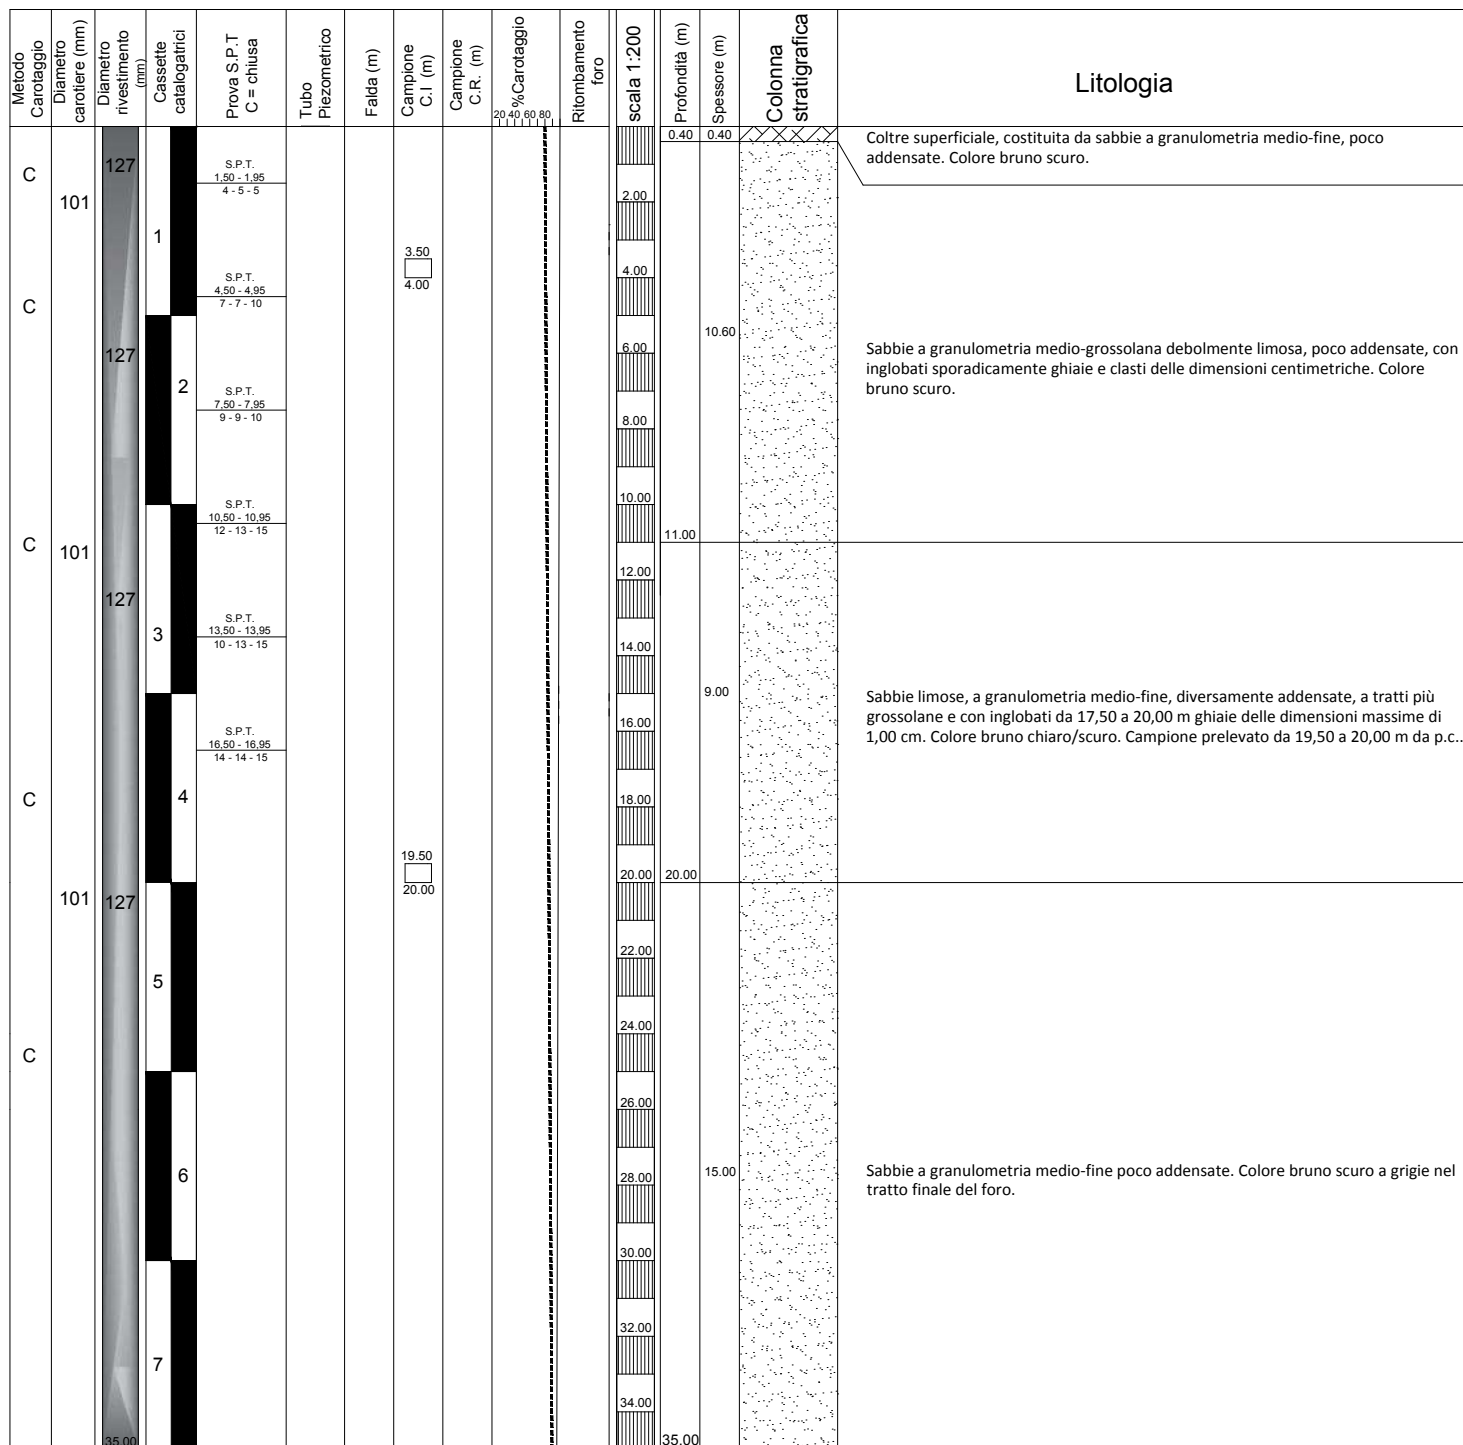 Metodo
Carotaggio
Diametro
carotiere (mm)
Diametro
rivestimento
(mm)
Cassette
catalogatrici
Prova S.P.T
C = chiusa
Tubo
Piezometrico
Falda (m)
Campione
C.I (m)
Campione
C.R. (m)
%Carotaggio
20 40 60 80
Ritombamento
foro
scala 1:200
Profondità (m)
Spessore (m)
Colonna
stratigrafica
Litologia
0.40 0.40
Coltre superficiale, costituita da sabbie a granulometria medio-fine, poco
addensate. Colore bruno scuro.
127
C
S.P.T.
1,50 - 1,95
4 - 5 - 5
101
2.00
1
3.50
4.00
4.00
S.P.T.
4,50 - 4,95
7 - 7 - 10
C
10.60
127
6.00
Sabbie a granulometria medio-grossolana debolmente limosa, poco addensate, con
inglobati sporadicamente ghiaie e clasti delle dimensioni centimetriche. Colore
bruno scuro.
2
S.P.T.
7,50 - 7,95
9 - 9 - 10
8.00
10.00
S.P.T.
10,50 - 10,95
12 - 13 - 15
11.00
C
101
12.00
127
3
S.P.T.
13,50 - 13,95
10 - 13 - 15
14.00
9.00
Sabbie limose, a granulometria medio-fine, diversamente addensate, a tratti più
grossolane e con inglobati da 17,50 a 20,00 m ghiaie delle dimensioni massime di
1,00 cm. Colore bruno chiaro/scuro. Campione prelevato da 19,50 a 20,00 m da p.c..
16.00
S.P.T.
16,50 - 16,95
14 - 14 - 15
C
4
18.00
19.50
20.00
20.00
20.00
101
127
22.00
5
24.00
C
26.00
6
28.00
15.00
Sabbie a granulometria medio-fine poco addensate. Colore bruno scuro a grigie nel
tratto finale del foro.
30.00
32.00
7
34.00
35.00
35.00